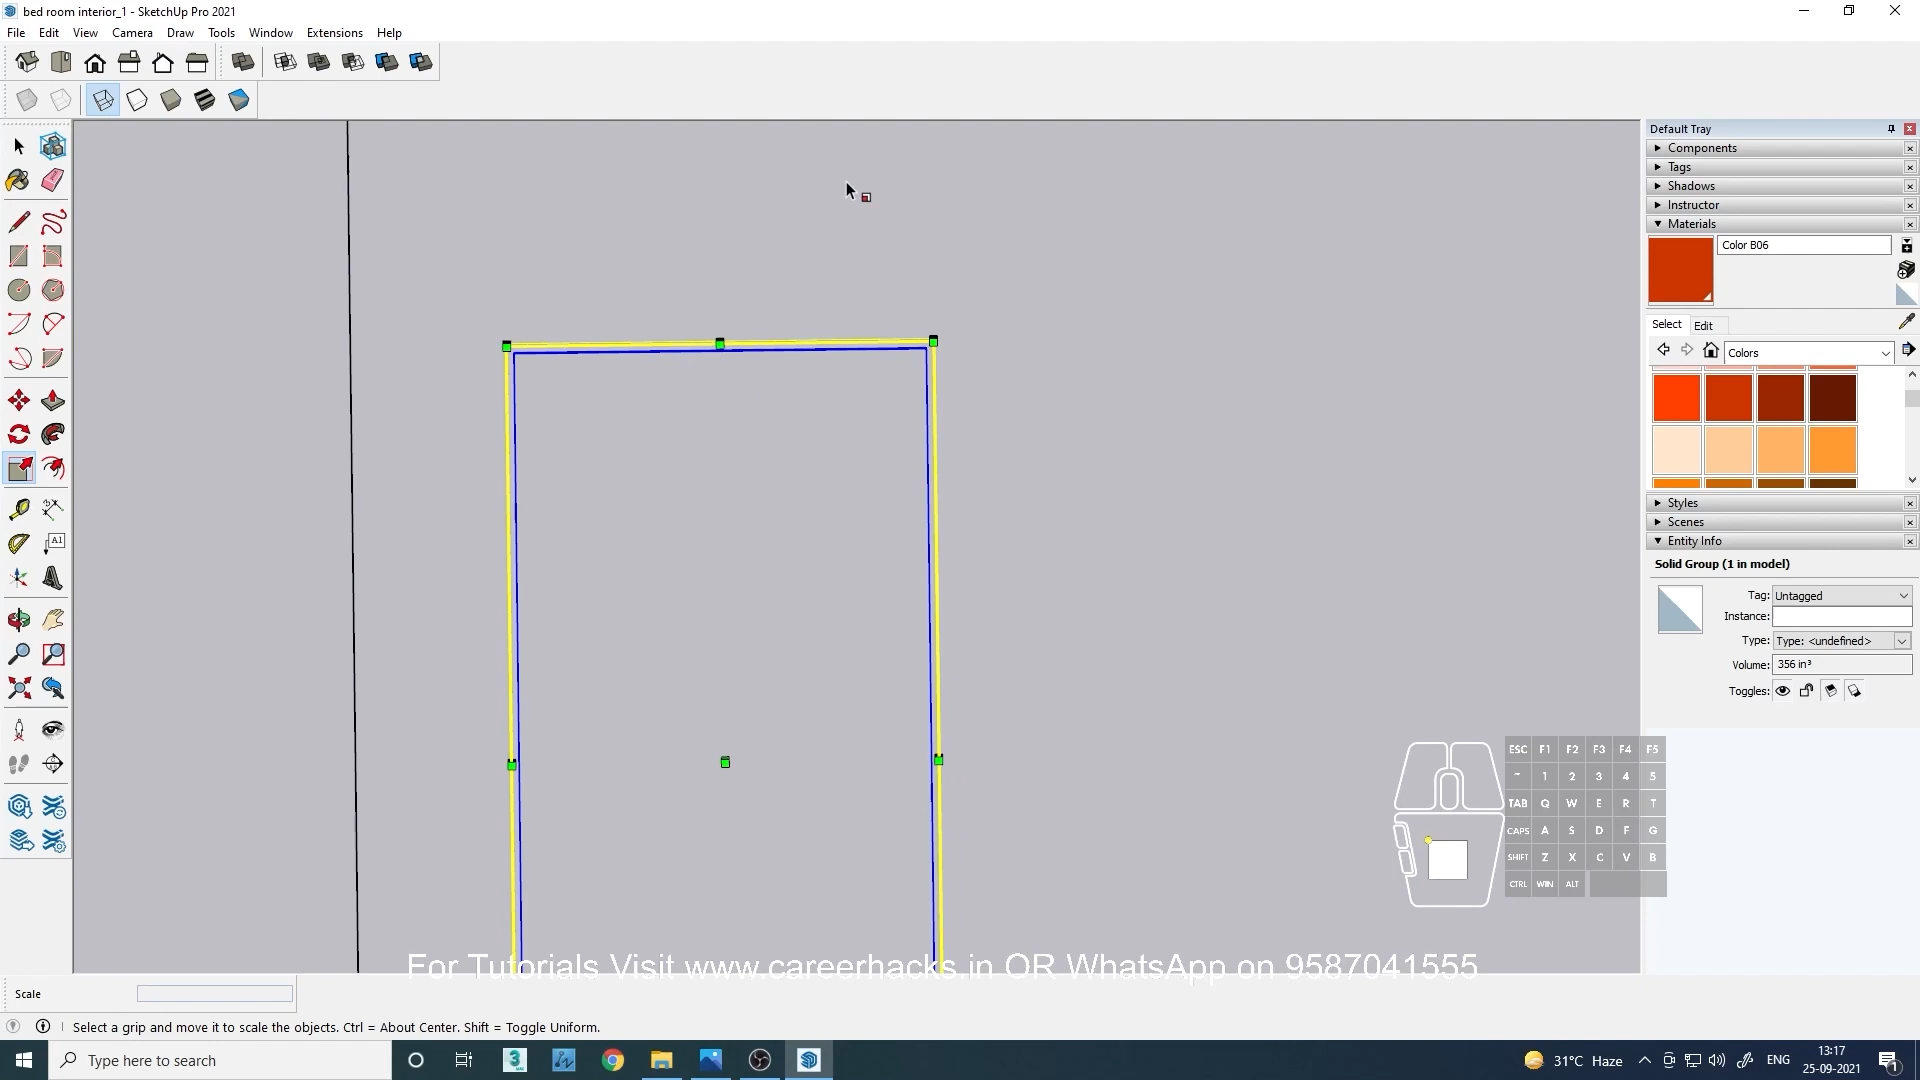 bed room interior_1 - SketchUp Pro 2021
File Edit View Camera Draw Tools Window Extensions Help
Default Tray
Components
Tags
Shadows
Instructor
Materials
Color B06
Select Edit
Colors
Styles
Scenes
Entity Info
Solid Group (1 in model)
Tag: Untagged
Instance:
Type: Type: <undefined>
Volume: 356 in³
Toggles:
A1
ESC F1 F2 F3 F4 F5
~ 1 2 3 4 5
TAB Q W E R T
CAPS A S D F G
SHIFT Z X C V B
CTRL WIN ALT
For Tutorials Visit www.careerhacks.in OR WhatsApp on 9587041555
Scale
Select a grip and move it to scale the objects. Ctrl = About Center. Shift = Toggle Uniform.
Type here to search
3
31°C Haze
ENG
13:17
25-09-2021
1